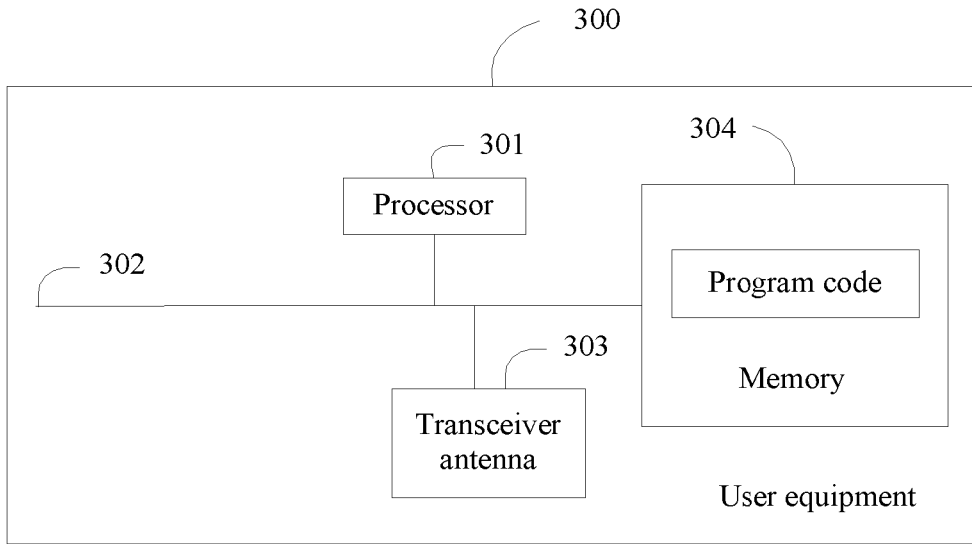 300
304
301
Processor
302
Program code
303
Memory
Transceiver
antenna
User equipment